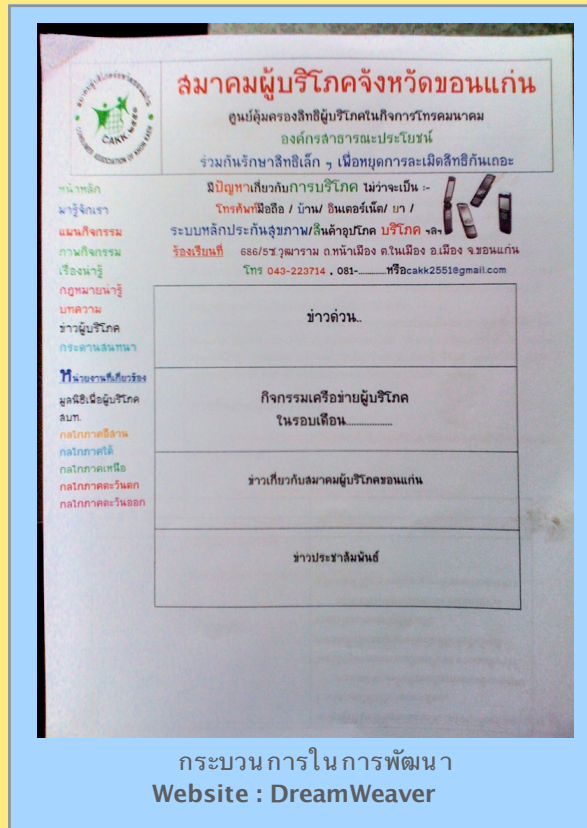 สมาคมผู้บริโภคจังหวัดขอนแก่น
ศูนย์คุ้มครองสิทธิผู้บริโภคในกิจการโทรคมนาคม
องค์กรสาธารณะประโยชน์
ร่วมกันรักษาสิทธิเล็ก ๆ เพื่อหยุดการละเมิดสิทธิกันเถอะ
CAKK
CONSUMER ASSOCIATION OF KHON KAEN
มีปัญหาเกี่ยวกับการบริโภค ไม่ว่าจะเป็น :-
โทรศัพท์มือถือ / บ้าน/ อินเตอร์เน็ต/ ยา /
ระบบหลักประกันสุขภาพ/สินค้าอุปโภค บริโภค ฯลฯ
ร้องเรียนที่ 686/5ซ.วุฒาราม ถ.หน้าเมือง ต.ในเมือง อ.เมือง จ.ขอนแก่น
โทร 043-223714 , 081-...........หรือcakk2551@gmail.com
หน้าหลัก
มารู้จักเรา
แผนกิจกรรม
ภาพกิจกรรม
เรื่องน่ารู้
กฎหมายน่ารู้
บทความ
ข่าวผู้บริโภค
กระดานสนทนา
หน่วยงานที่เกี่ยวข้อง
มูลนิธิเพื่อผู้บริโภค
สบท.
กลไกภาคอีสาน
กลไกภาคใต้
กลไกภาคเหนือ
กลไกภาคตะวันตก
กลไกภาคตะวันออก
ข่าวด่วน..
กิจกรรมเครือข่ายผู้บริโภค
ในรอบเดือน.................
ข่าวเกี่ยวกับสมาคมผู้บริโภคขอนแก่น
ข่าวประชาสัมพันธ์
กระบวนการในการพัฒนา
Website : DreamWeaver